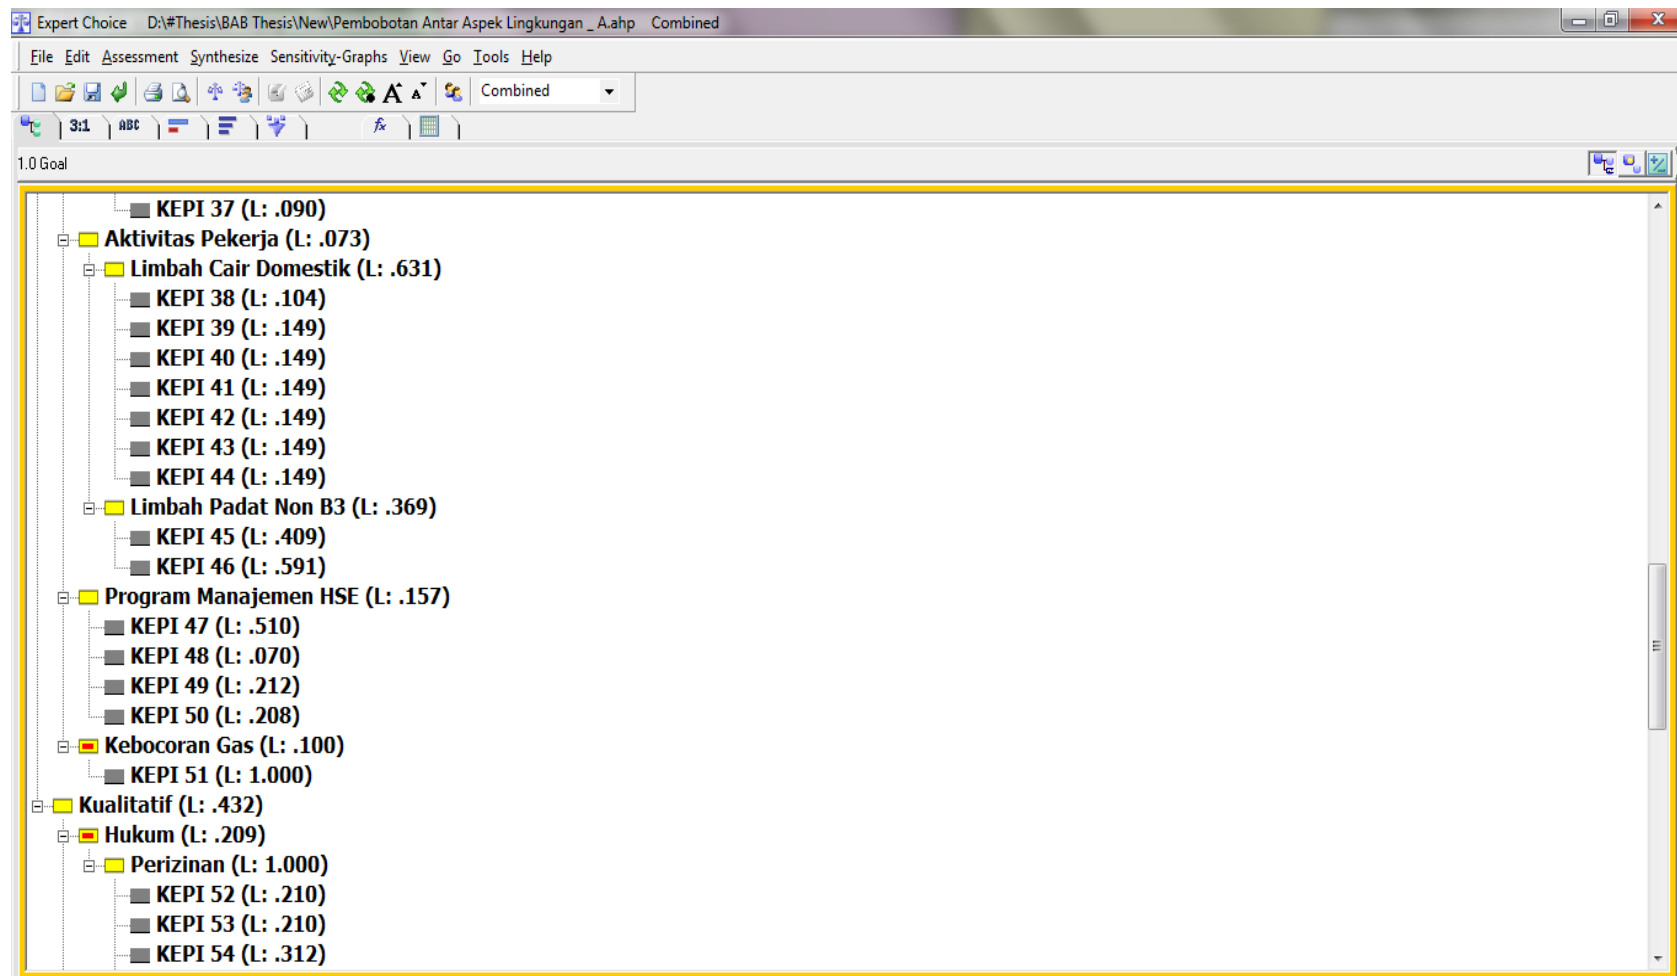 Expert Choice D:\#Thesis\BAB Thesis\New\Pembobotan Antar Aspek Lingkungan _ A.ahp Combined
File Edit Assessment Synthesize Sensitivity-Graphs View Go Tools Help
A A Combined
3:1 ABC fx
1.0 Goal
KEPI 37 (L: .090)
Aktivitas Pekerja (L: .073)
Limbah Cair Domestik (L: .631)
KEPI 38 (L: .104)
KEPI 39 (L: .149)
KEPI 40 (L: .149)
KEPI 41 (L: .149)
KEPI 42 (L: .149)
KEPI 43 (L: .149)
KEPI 44 (L: .149)
Limbah Padat Non B3 (L: .369)
KEPI 45 (L: .409)
KEPI 46 (L: .591)
Program Manajemen HSE (L: .157)
KEPI 47 (L: .510)
KEPI 48 (L: .070)
KEPI 49 (L: .212)
KEPI 50 (L: .208)
Kebocoran Gas (L: .100)
KEPI 51 (L: 1.000)
Kualitatif (L: .432)
Hukum (L: .209)
Perizinan (L: 1.000)
KEPI 52 (L: .210)
KEPI 53 (L: .210)
KEPI 54 (L: .312)